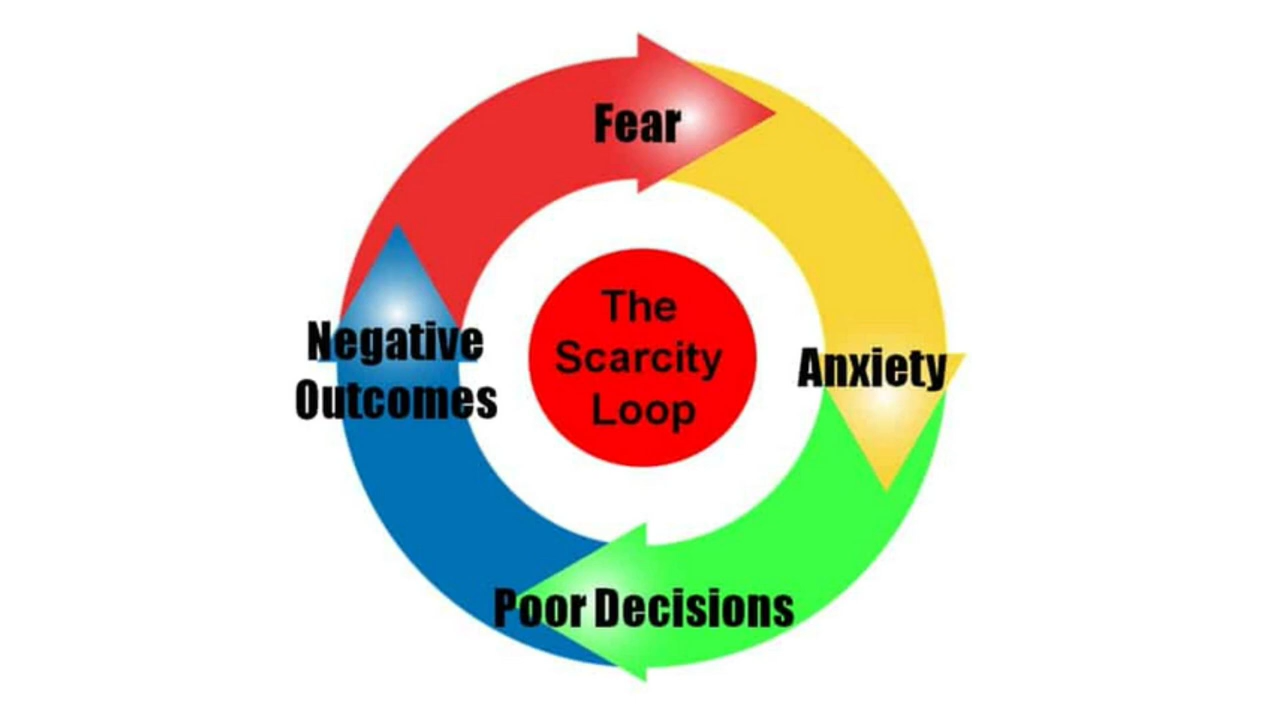 Fear
The
Scarcity
Loop
Anxiety
Negative
Outcomes
Poor Decisions